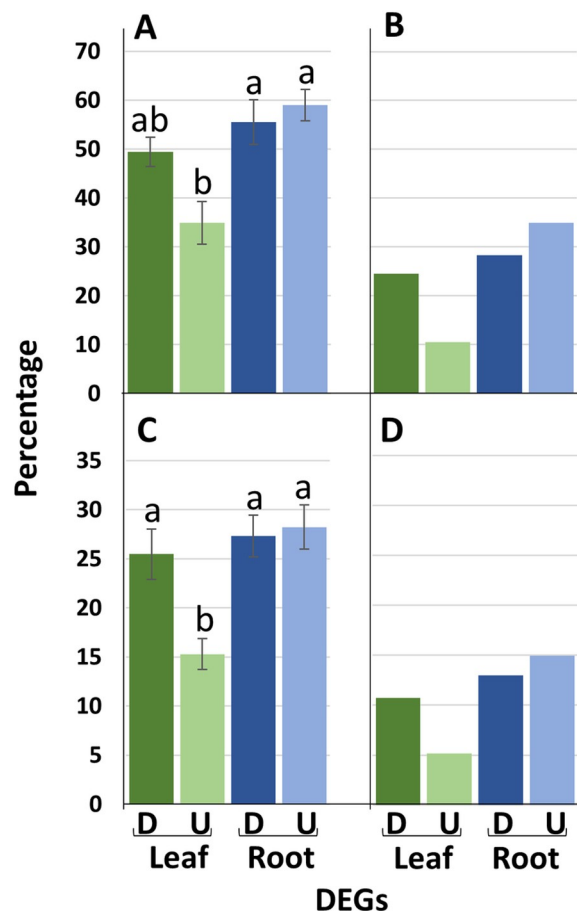 A
B
70
60
50
40
30
20
10
0
ab
b
a
a
C
D
35
30
25
20
15
10
5
0
a
b
a
a
Percentage
D U D U D U D U
Leaf Root Leaf Root
DEGs